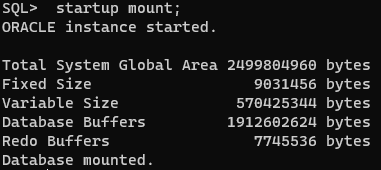 SQL>  startup mount;
ORACLE instance started.

Total System Global Area 2499804960 bytes
Fixed Size                  9031456 bytes
Variable Size             570425344 bytes
Database Buffers         1912602624 bytes
Redo Buffers                7745536 bytes
Database mounted.